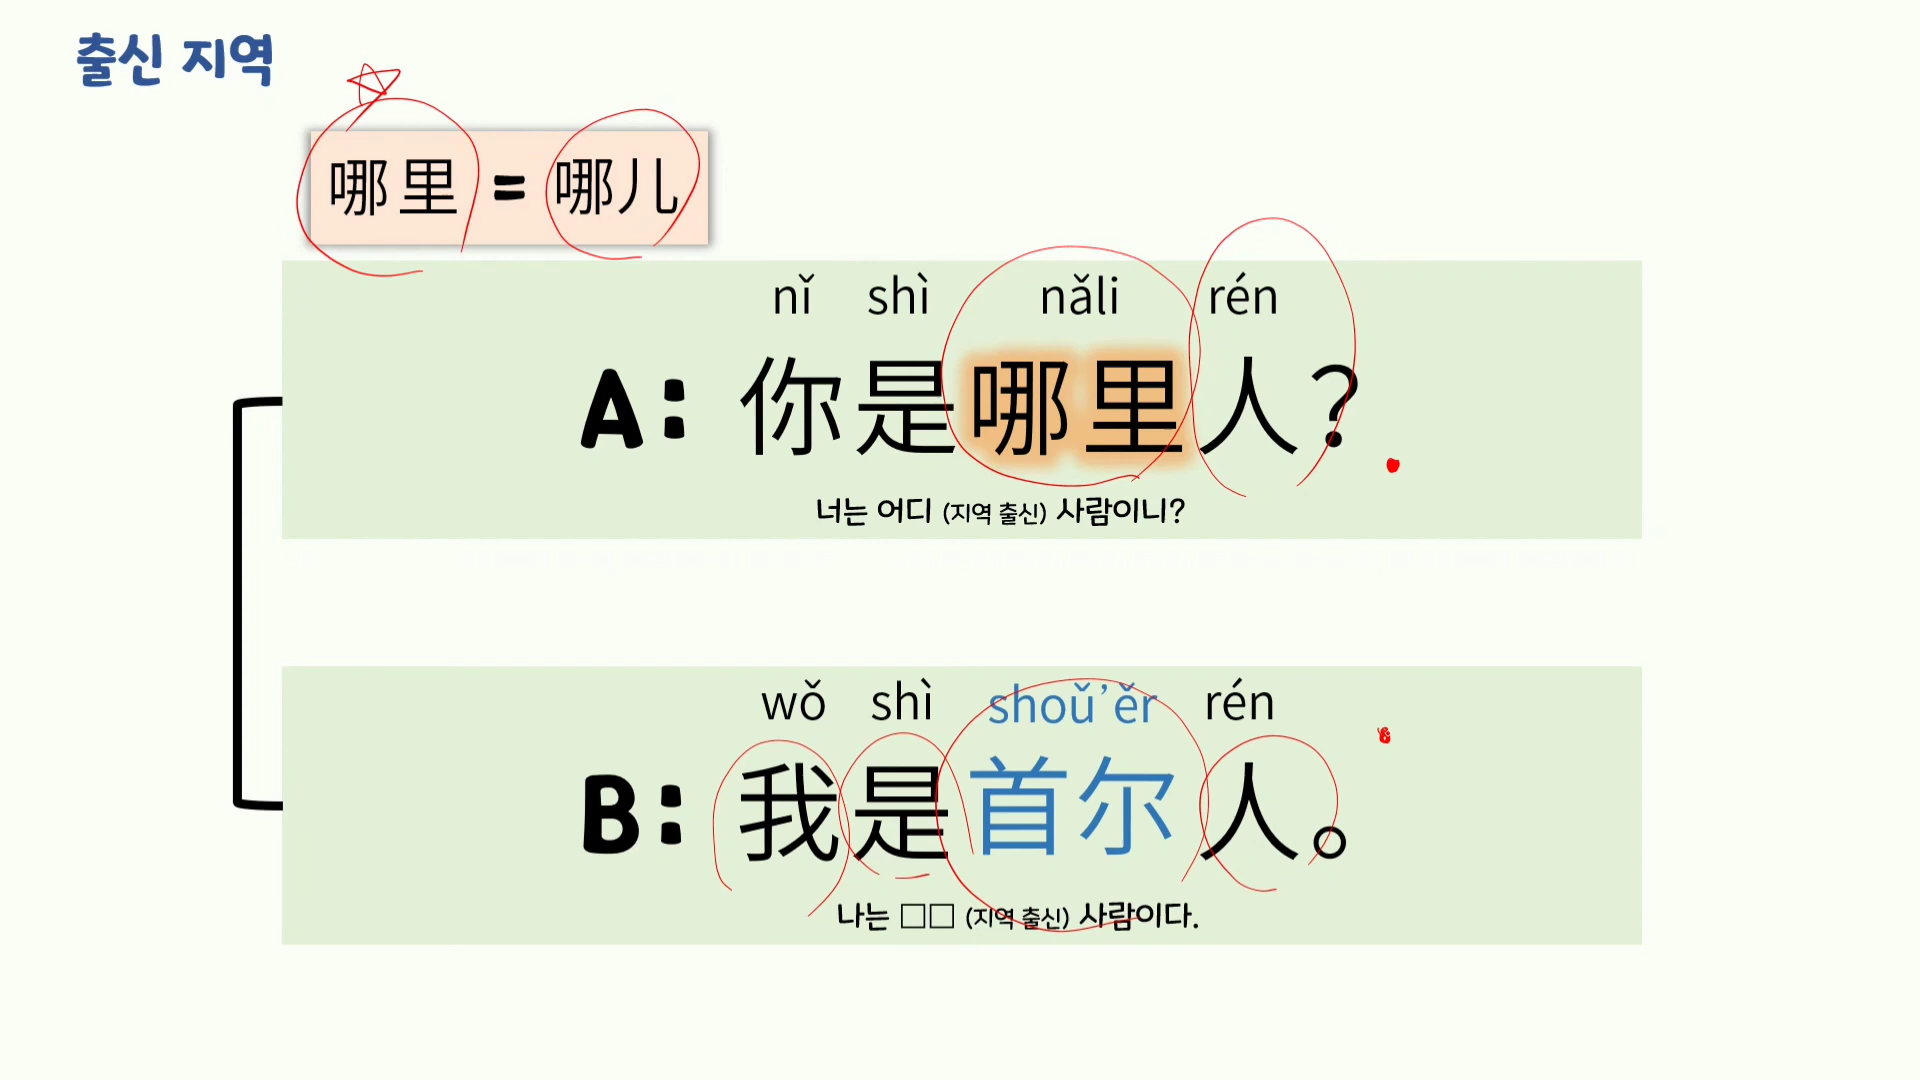 출신 지역
哪里 = 哪儿
nǐ shì nǎli rén
A: 你是哪里人?
너는 어디 (지역 출신) 사람이니?
wǒ shì shoǔ’ěr rén
B: 我是首尔人。
나는 □□ (지역 출신) 사람이다.